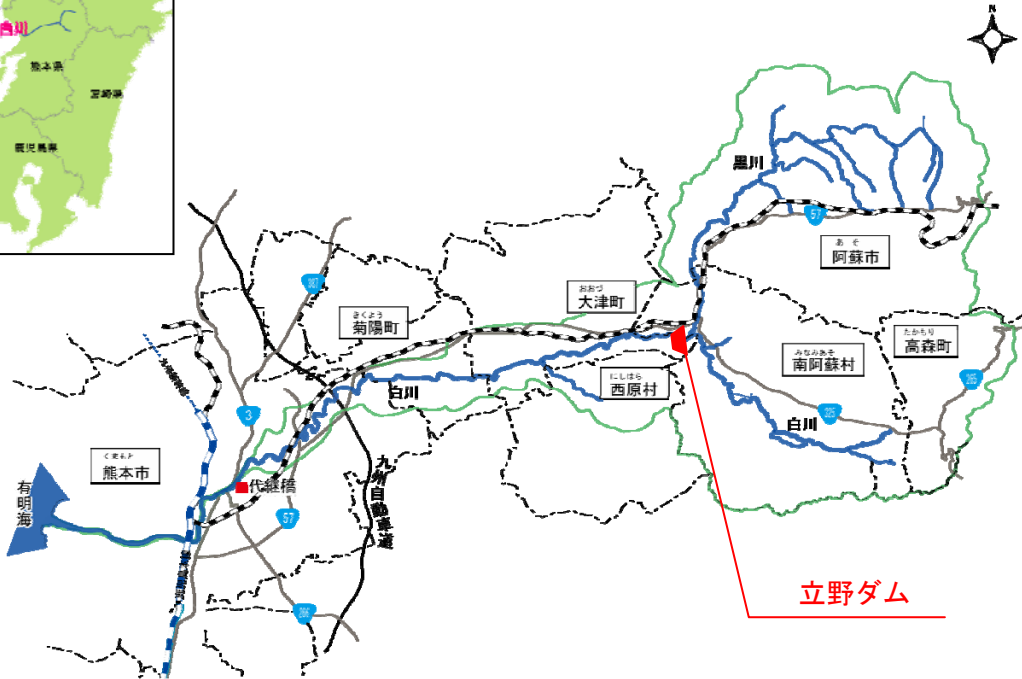 白川
熊本県
宮崎県
鹿児島県
N
黒川
57
あそ
阿蘇市
おおづ
大津町
387
きくよう
菊陽町
たかもり
高森町
みなみあそ
南阿蘇村
にしはら
西原村
265
白川
325
白川
3
くまもと
熊本市
代継橋
有明海
57
九州自動車道
立野ダム
266